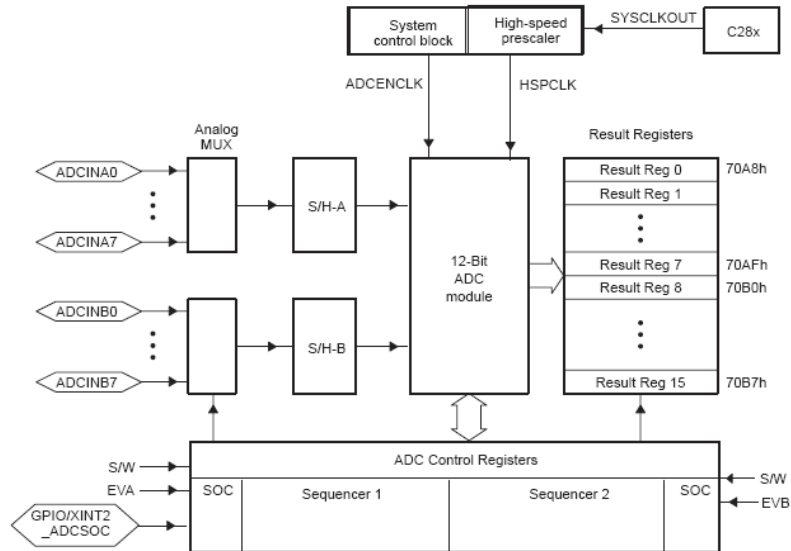 System
control block
High-speed
prescaler
SYSCLKOUT
C28x
ADCENCLK
HSPCLK
Analog
MUX
Result Registers
ADCINA0
ADCINA7
S/H-A
12-Bit
ADC
module
Result Reg 0
70A8h
Result Reg 1
Result Reg 7
70AFh
Result Reg 8
70B0h
ADCINB0
ADCINB7
S/H-B
Result Reg 15
70B7h
ADC Control Registers
S/W
EVA
GPIO/XINT2
_ADCSOC
SOC
Sequencer 1
Sequencer 2
SOC
S/W
EVB